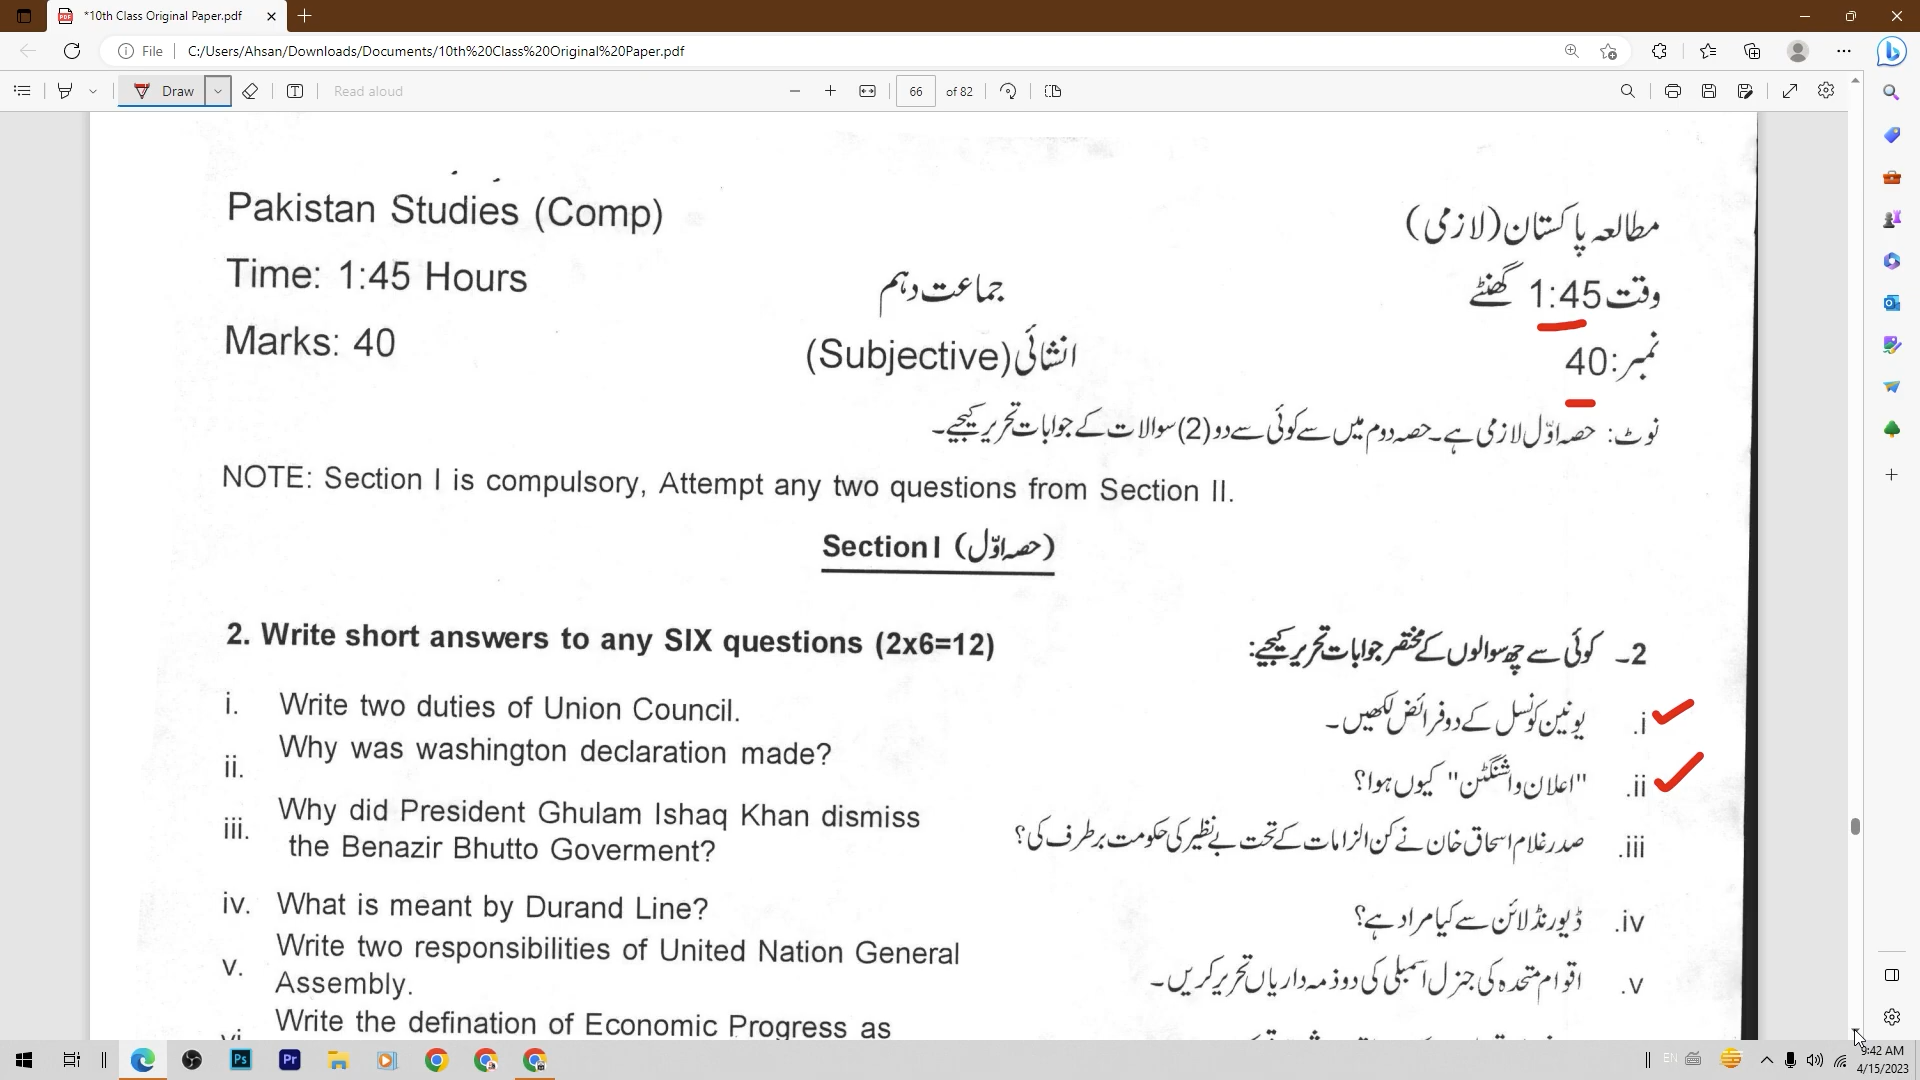 *10th Class Original Paper.pdf
File
C:/Users/Ahsan/Downloads/Documents/10th%20Class%20Original%20Paper.pdf
Draw
Read aloud
66 of 82
Pakistan Studies (Comp)
مطالعہ پاکستان (لازمی)
Time: 1:45 Hours
جماعت دہم
وقت 1:45 گھنٹے
Marks: 40
انشائی (Subjective)
نمبر: 40
نوٹ: حصہ اوّل لازمی ہے۔ حصہ دوم میں سے کوئی سے دو (2) سوالات کے جوابات تحریر کیجیے۔
NOTE: Section I is compulsory, Attempt any two questions from Section II.
Section I (حصہ اوّل)
2. Write short answers to any SIX questions (2x6=12)
2۔ کوئی سے چھ سوالوں کے مختصر جوابات تحریر کیجیے:
i. Write two duties of Union Council.
i. یونین کونسل کے دو فرائض لکھیں۔
ii. Why was washington declaration made?
ii. "اعلان واشنگٹن" کیوں ہوا؟
iii. Why did President Ghulam Ishaq Khan dismiss
the Benazir Bhutto Goverment?
iii. صدر غلام اسحاق خان نے کن الزامات کے تحت بے نظیر کی حکومت برطرف کی؟
iv. What is meant by Durand Line?
iv. ڈیورنڈ لائن سے کیا مراد ہے؟
v. Write two responsibilities of United Nation General
Assembly.
v. اقوام متحدہ کی جنرل اسمبلی کی دو ذمہ داریاں تحریر کریں۔
vi. Write the defination of Economic Progress as
EN
9:42 AM
4/15/2023